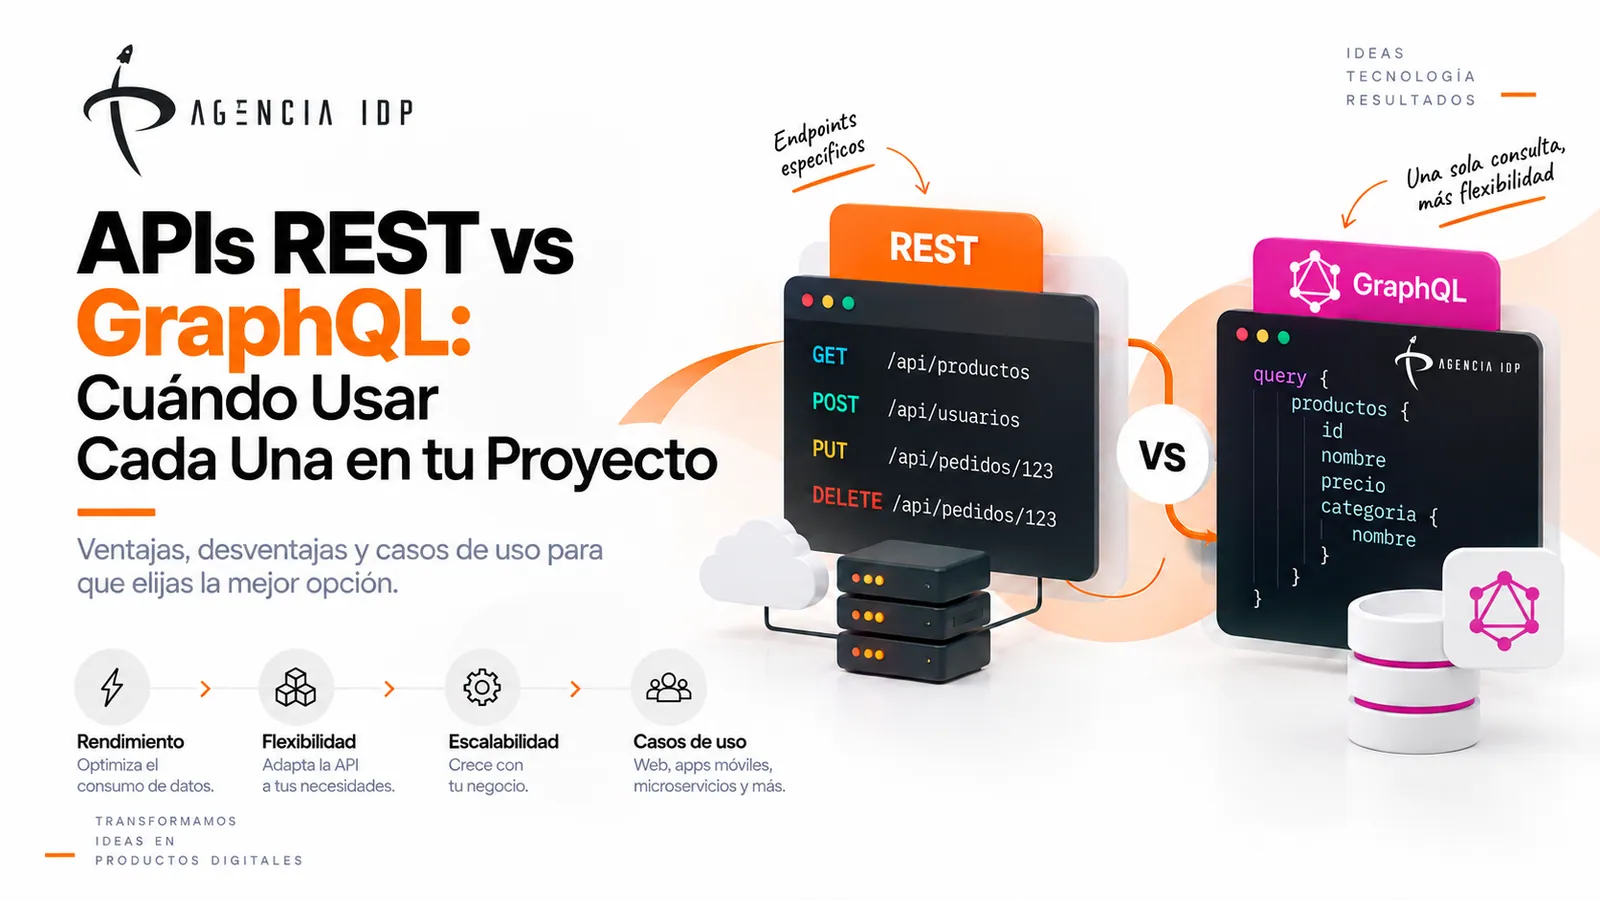 AGENCIA IDP
IDEAS
TECNOLOGÍA
RESULTADOS
APIs REST vs
GraphQL:
Cuándo Usar
Cada Una en tu Proyecto
Ventajas, desventajas y casos de uso para
que elijas la mejor opción.
Rendimiento
Optimiza el
consumo de datos.
Flexibilidad
Adapta la API
a tus necesidades.
Escalabilidad
Crece con
tu negocio.
Casos de uso
Web, apps móviles,
microservicios y más.
TRANSFORMAMOS
IDEAS EN
PRODUCTOS DIGITALES
Endpoints
específicos
REST
GET /api/productos
POST /api/usuarios
PUT /api/pedidos/123
DELETE /api/pedidos/123
VS
Una sola consulta,
más flexibilidad
GraphQL
AGENCIA IDP
query {
productos {
id
nombre
precio
categoria {
nombre
}
}
}